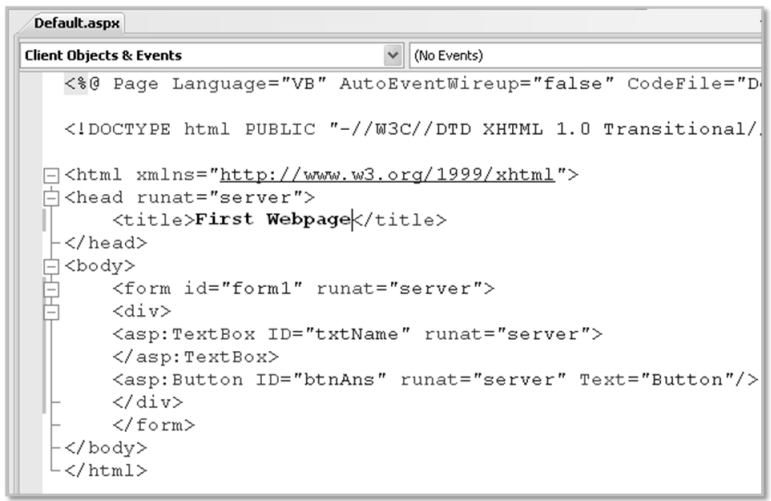 Default.aspx
Client Objects & Events (No Events)
<%@ Page Language="VB" AutoEventWireup="false" CodeFile="D
<!DOCTYPE html PUBLIC "-//W3C//DTD XHTML 1.0 Transitional/
<html xmlns="http://www.w3.org/1999/xhtml">
<head runat="server">
<title>First Webpage</title>
</head>
<body>
<form id="form1" runat="server">
<div>
<asp:TextBox ID="txtName" runat="server">
</asp:TextBox>
<asp:Button ID="btnAns" runat="server" Text="Button"/>
</div>
</form>
</body>
</html>